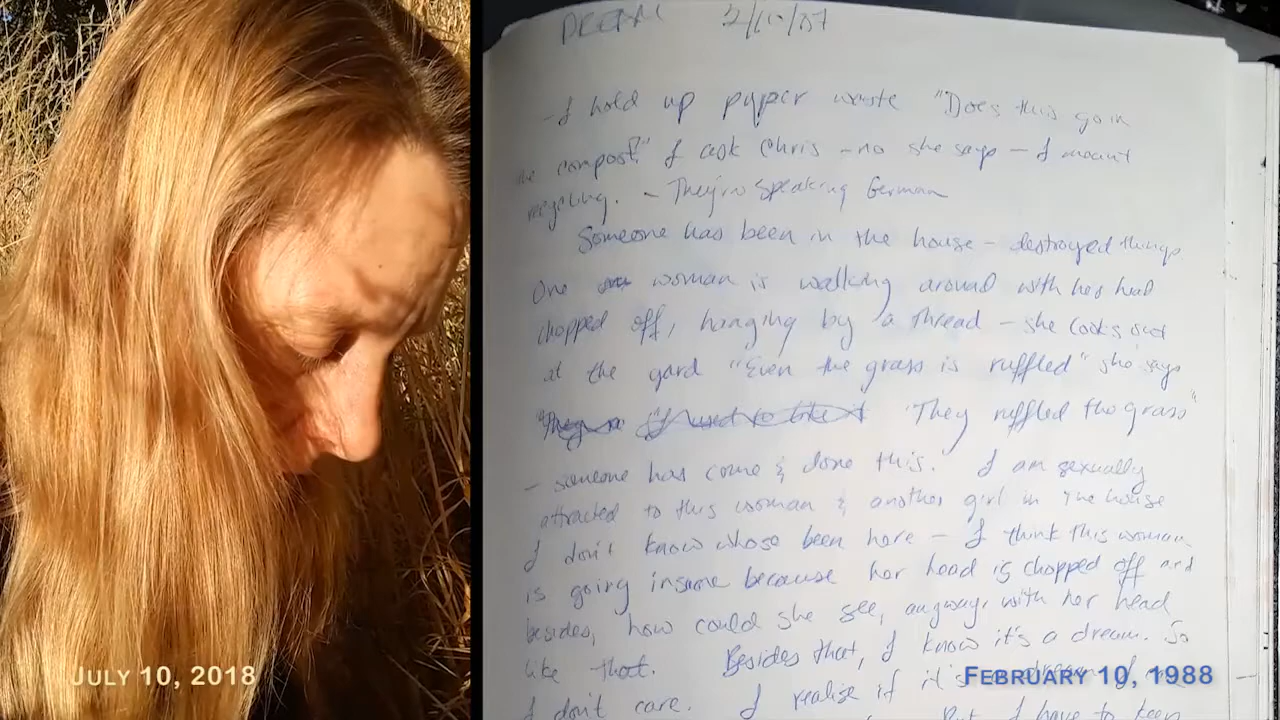 JULY 10, 2018
DREAM 2/10/87
- I hold up paper waste "Does this go in
the compost?" I ask Chris - no she says - I meant
recycling. - They're speaking German
Someone has been in the house - destroyed things
One woman is walking around with her head
chopped off, hanging by a thread - she looks out
at the yard "Even the grass is ruffled" she says
"They ruffled the grass"
- someone has come & done this. I am sexually
attracted to this woman & another girl in the house
I don't know whose been here - I think this woman
is going insane because her head is chopped off and
besides, how could she see, anyway, with her head
like that. Besides that, I know it's a dream. So
I don't care. I realise if it's dream
But I have to keep
FEBRUARY 10, 1988